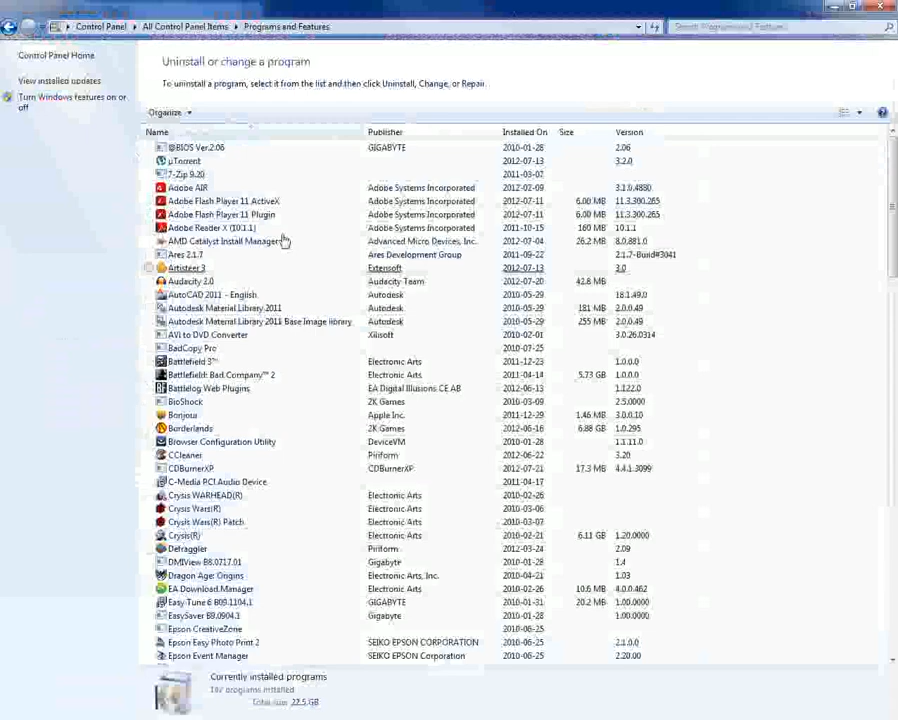 Control Panel ▸ All Control Panel Items ▸ Programs and Features
Search Programs and Features
Control Panel Home
View installed updates
Turn Windows features on or
off
Uninstall or change a program
To uninstall a program, select it from the list and then click Uninstall, Change, or Repair.
Organize
Name Publisher Installed On Size Version
@BIOS Ver.2.06 GIGABYTE 2010-01-28 2.06
µTorrent 2012-07-13 3.2.0
7-Zip 9.20 2011-03-07
Adobe AIR Adobe Systems Incorporated 2012-02-09 3.1.0.4880
Adobe Flash Player 11 ActiveX Adobe Systems Incorporated 2012-07-11 6.00 MB 11.3.300.265
Adobe Flash Player 11 Plugin Adobe Systems Incorporated 2012-07-11 6.00 MB 11.3.300.265
Adobe Reader X (10.1.1) Adobe Systems Incorporated 2011-10-15 160 MB 10.1.1
AMD Catalyst Install Manager Advanced Micro Devices, Inc. 2012-07-04 26.2 MB 8.0.881.0
Ares 2.1.7 Ares Development Group 2011-09-22 2.1.7-Build#3041
Artisteer 3 Extensoft 2012-07-13 3.0
Audacity 2.0 Audacity Team 2012-07-20 42.8 MB
AutoCAD 2011 - English Autodesk 2010-05-29 18.1.49.0
Autodesk Material Library 2011 Autodesk 2010-05-29 181 MB 2.0.0.49
Autodesk Material Library 2011 Base Image library Autodesk 2010-05-29 255 MB 2.0.0.49
AVI to DVD Converter Xilisoft 2010-02-01 3.0.26.0314
BadCopy Pro 2010-07-25
Battlefield 3™ Electronic Arts 2011-12-23 1.0.0.0
Battlefield: Bad Company™ 2 Electronic Arts 2011-04-14 5.73 GB 1.0.0.0
Battlelog Web Plugins EA Digital Illusions CE AB 2012-06-13 1.122.0
BioShock 2K Games 2010-03-09 2.5.0000
Bonjour Apple Inc. 2011-12-29 1.46 MB 3.0.0.10
Borderlands 2K Games 2012-06-16 6.88 GB 1.0.295
Browser Configuration Utility DeviceVM 2010-01-28 1.1.11.0
CCleaner Piriform 2012-06-22 3.20
CDBurnerXP CDBurnerXP 2012-07-21 17.3 MB 4.4.1.3099
C-Media PCI Audio Device 2011-04-17
Crysis WARHEAD(R) Electronic Arts 2010-02-26
Crysis Wars(R) Electronic Arts 2010-03-07
Crysis Wars(R) Patch Electronic Arts 2010-03-07
Crysis(R) Electronic Arts 2010-02-21 6.11 GB 1.20.0000
Defraggler Piriform 2012-03-24 2.09
DMIView B8.0717.01 Gigabyte 2010-01-28 1.4
Dragon Age: Origins Electronic Arts, Inc. 2010-04-21 1.03
EA Download Manager Electronic Arts 2010-02-26 10.6 MB 4.0.0.462
Easy Tune 6 B09.1104.1 GIGABYTE 2010-01-31 20.2 MB 1.00.0000
EasySaver B9.0904.1 Gigabyte 2010-01-28 1.00.0000
Epson CreativeZone 2010-06-25
Epson Easy Photo Print 2 SEIKO EPSON CORPORATION 2010-06-25 2.1.0.0
Epson Event Manager SEIKO EPSON Corporation 2010-06-25 2.20.00
Currently installed programs
programs installed
Total size: 22.5 GB